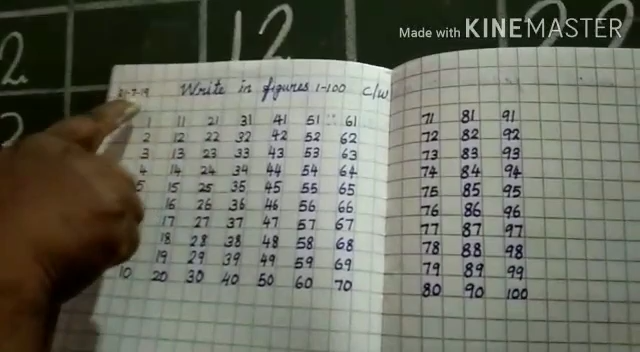 Made with KINEMASTER
2
12
21-7-19 Write in figures 1-100 c/w
1 11 21 31 41 51 61 71 81 91
2 12 22 32 42 52 62 72 82 92
3 13 23 33 43 53 63 73 83 93
4 14 24 34 44 54 64 74 84 94
5 15 25 35 45 55 65 75 85 95
16 26 36 46 56 66 76 86 96
17 27 37 47 57 67 77 87 97
18 28 38 48 58 68 78 88 98
19 29 39 49 59 69 79 89 99
10 20 30 40 50 60 70 80 90 100